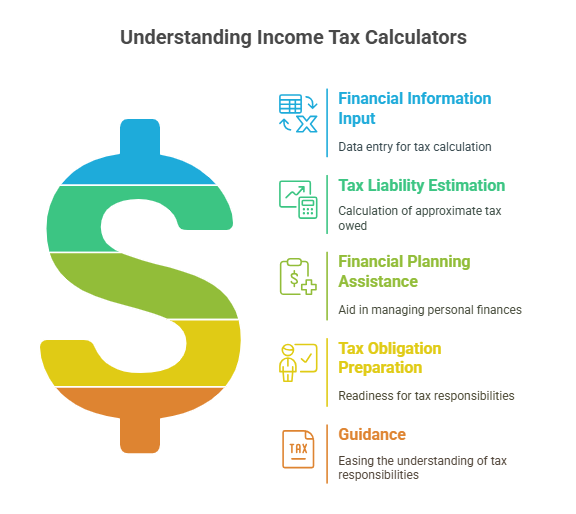 Understanding Income Tax Calculators
Financial Information
Input
Data entry for tax calculation
Tax Liability Estimation
Calculation of approximate tax
owed
Financial Planning
Assistance
Aid in managing personal finances
Tax Obligation
Preparation
Readiness for tax responsibilities
TAX
Guidance
Easing the understanding of tax
responsibilities